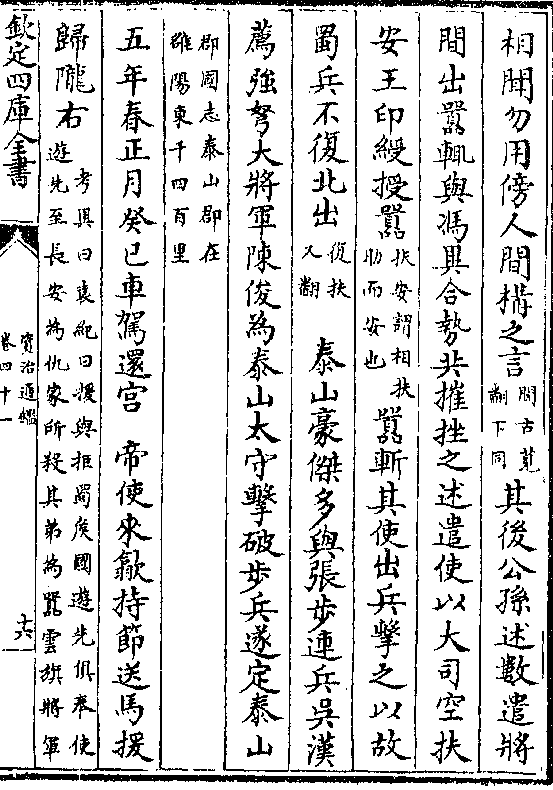 相聞勿用傍人間構之言間古莧翻下同其後公孫述數遣將
間出囂輒與馮異合勢共摧挫之述遣使以大司空扶
安王印綬授囂扶安謂相扶助而安也囂斬其使出兵擊之以故
蜀兵不復北出復扶又翻 泰山豪傑多與張步連兵吳漢
薦強弩大將軍陳俊為泰山太守擊破步兵遂定泰山
郡國志泰山郡在雒陽東千四百里
五年春正月癸巳車駕還宮 帝使來歙持節送馬援
歸隴右考異曰袁紀曰援與拒蜀侯國遊先俱奉使遊先至長安為仇家所殺其弟為囂雲旗將軍
欽定四庫全書
資治通鑑
卷四十一
十六